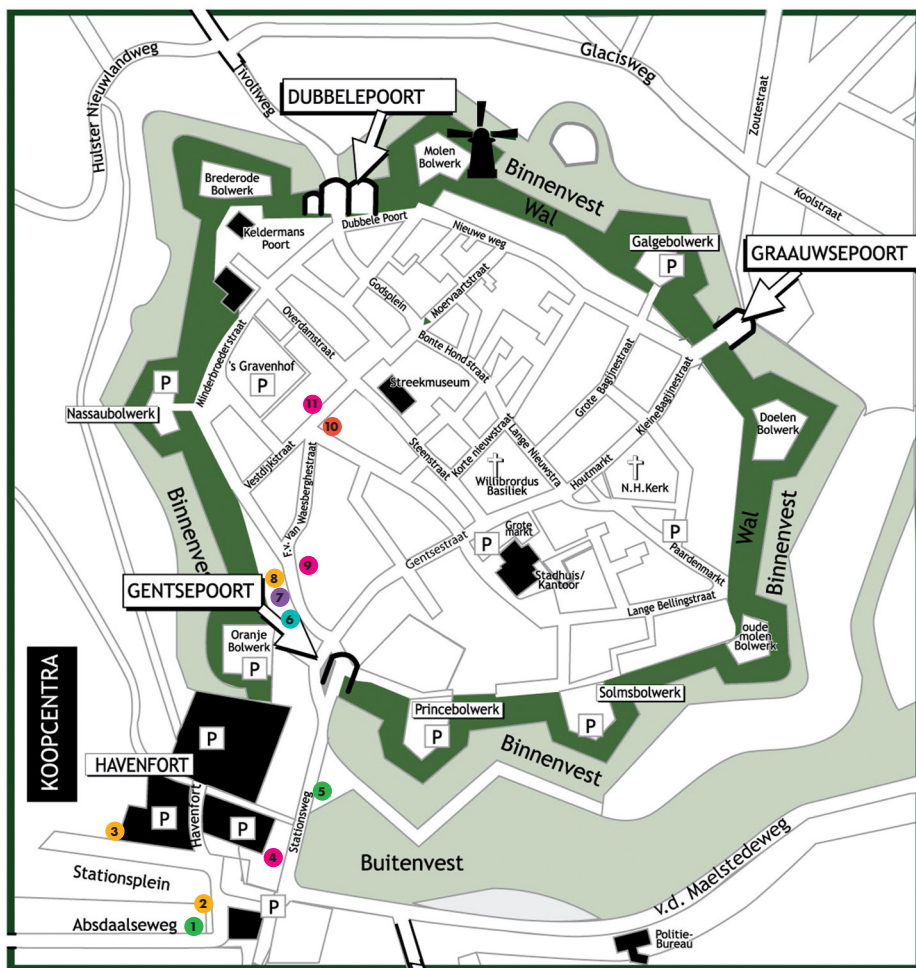 Glacisweg
Hulster Nieuwlandweg
Tivoliweg
Zoutestraat
DUBBELEPOORT
Molen
Bolwerk
Binnenvest
Wal
Brederode
Bolwerk
Koolstraat
Keldermans
Poort
Dubbele Poort
Nieuwe weg
Galgebolwerk
P
GRAAUWSEPOORT
Godsplein
Moervaartstraat
Overdamstraat
Bonte Hondstraat
Minderbroederstraat
's Gravenhof
P
P
Streekmuseum
Grote Bagijnestraat
Kleine Bagijnestraat
Nassaubolwerk
11
10
Doelen
Bolwerk
Vestdijkstraat
F.v. van Waesberghestraat
Steenstraat
Korte nieuwstraat
Lange Nieuwstra
Houtmarkt
Willibrordus
Basiliek
N.H.Kerk
Binnenvest
Wal
Binnenvest
Gentsestraat
Grote
markt
P
P
Paardenmarkt
Stadhuis/
Kantoor
Lange Bellingstraat
9
8
7
6
GENTSEPOORT
Oranje
Bolwerk
P
oude
molen
Bolwerk
Solmsbolwerk
P
Princebolwerk
P
Binnenvest
KOOPCENTRA
P
HAVENFORT
Havenfort
P
P
5
Stationsweg
3
4
Buitenvest
v.d. Maelstedeweg
Stationsplein
2
P
Absdaalseweg
1
Politie-
Bureau